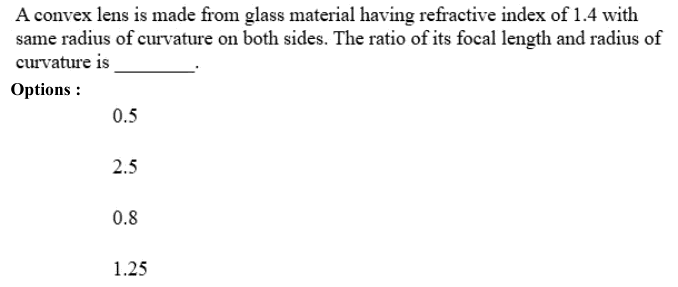 A convex lens is made from glass material having refractive index of 1.4 with
same radius of curvature on both sides. The ratio of its focal length and radius of
curvature is ________.
Options :
0.5
2.5
0.8
1.25